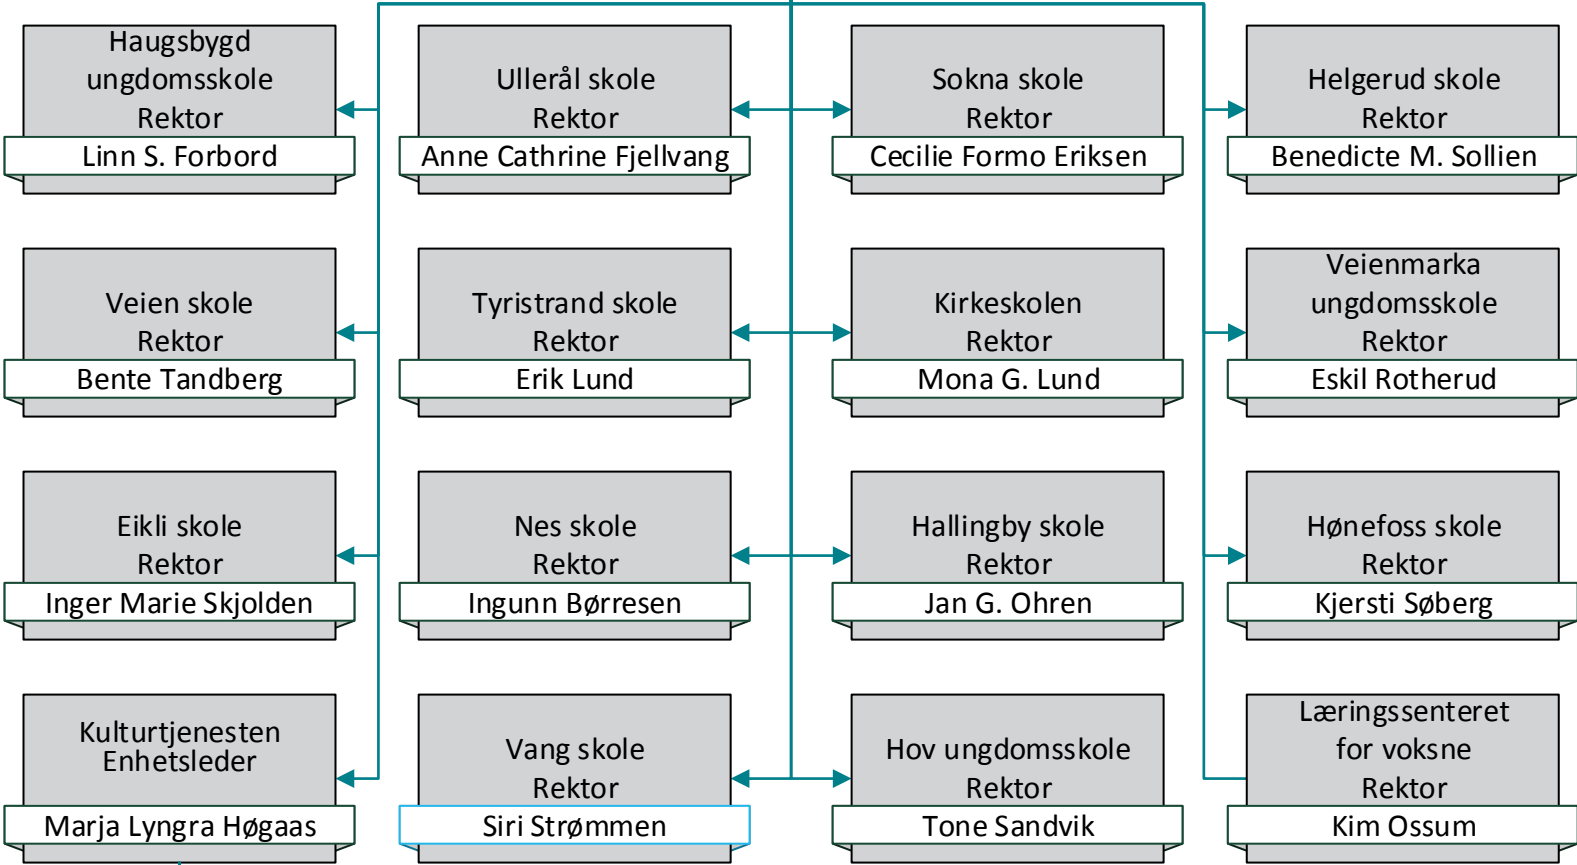 Haugsbygd
ungdomsskole
Rektor
Linn S. Forbord
Ullerål skole
Rektor
Anne Cathrine Fjellvang
Sokna skole
Rektor
Cecilie Formo Eriksen
Helgerud skole
Rektor
Benedicte M. Sollien
Veien skole
Rektor
Bente Tandberg
Tyristrand skole
Rektor
Erik Lund
Kirkeskolen
Rektor
Mona G. Lund
Veienmarka
ungdomsskole
Rektor
Eskil Rotherud
Eikli skole
Rektor
Inger Marie Skjolden
Nes skole
Rektor
Ingunn Børresen
Hallingby skole
Rektor
Jan G. Ohren
Hønefoss skole
Rektor
Kjersti Søberg
Kulturtjenesten
Enhetsleder
Marja Lyngra Høgaas
Vang skole
Rektor
Siri Strømmen
Hov ungdomsskole
Rektor
Tone Sandvik
Læringssenteret
for voksne
Rektor
Kim Ossum